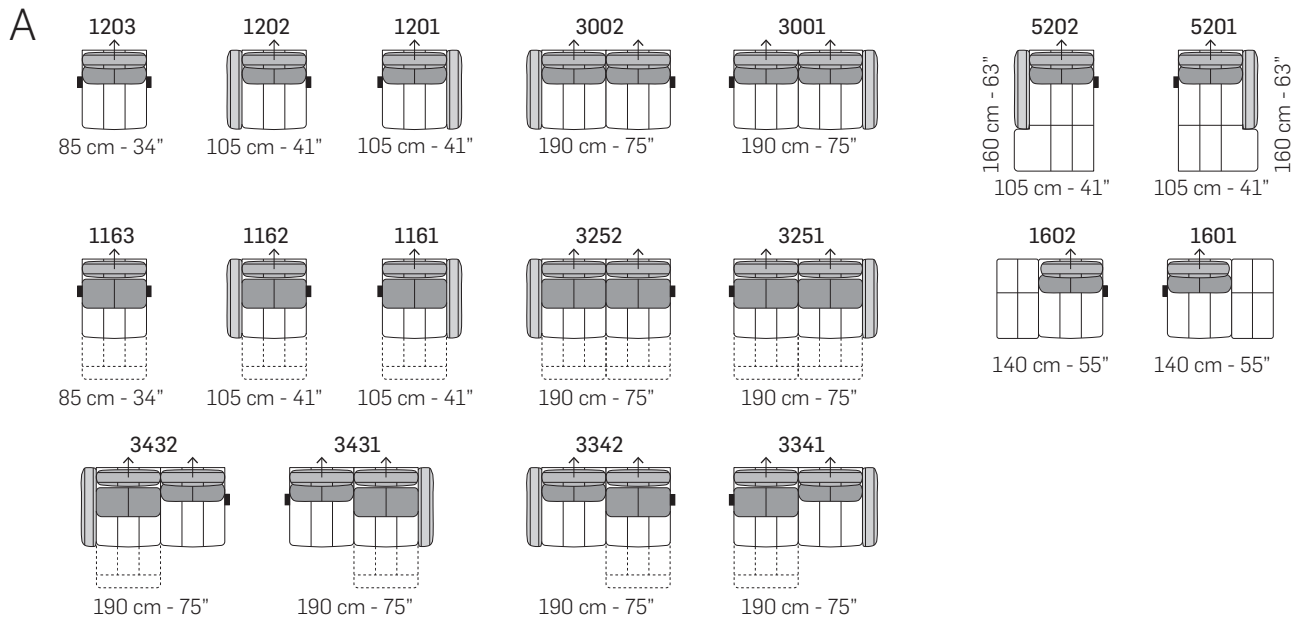 A
1203 1202 1201 3002 3001 5202 5201
160 cm - 63” 160 cm - 63”
85 cm - 34” 105 cm - 41” 105 cm - 41” 190 cm - 75” 190 cm - 75”
105 cm - 41” 105 cm - 41”
1163 1162 1161 3252 3251 1602 1601
140 cm - 55” 140 cm - 55”
85 cm - 34” 105 cm - 41” 105 cm - 41” 190 cm - 75” 190 cm - 75”
3432 3431 3342 3341
190 cm - 75” 190 cm - 75” 190 cm - 75” 190 cm - 75”